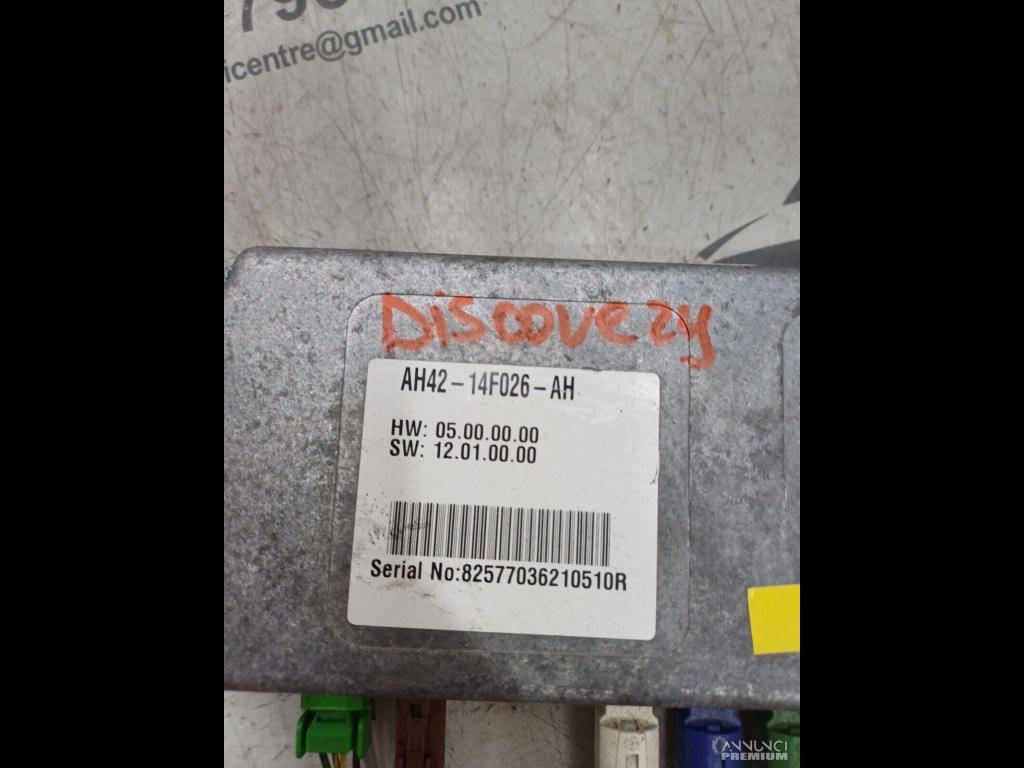 icentre@gmail.com
Discovery
AH42-14F026-AH
HW: 05.00.00.00
SW: 12.01.00.00
Serial No:82577036210510R
ANNUNCI
PREMIUM